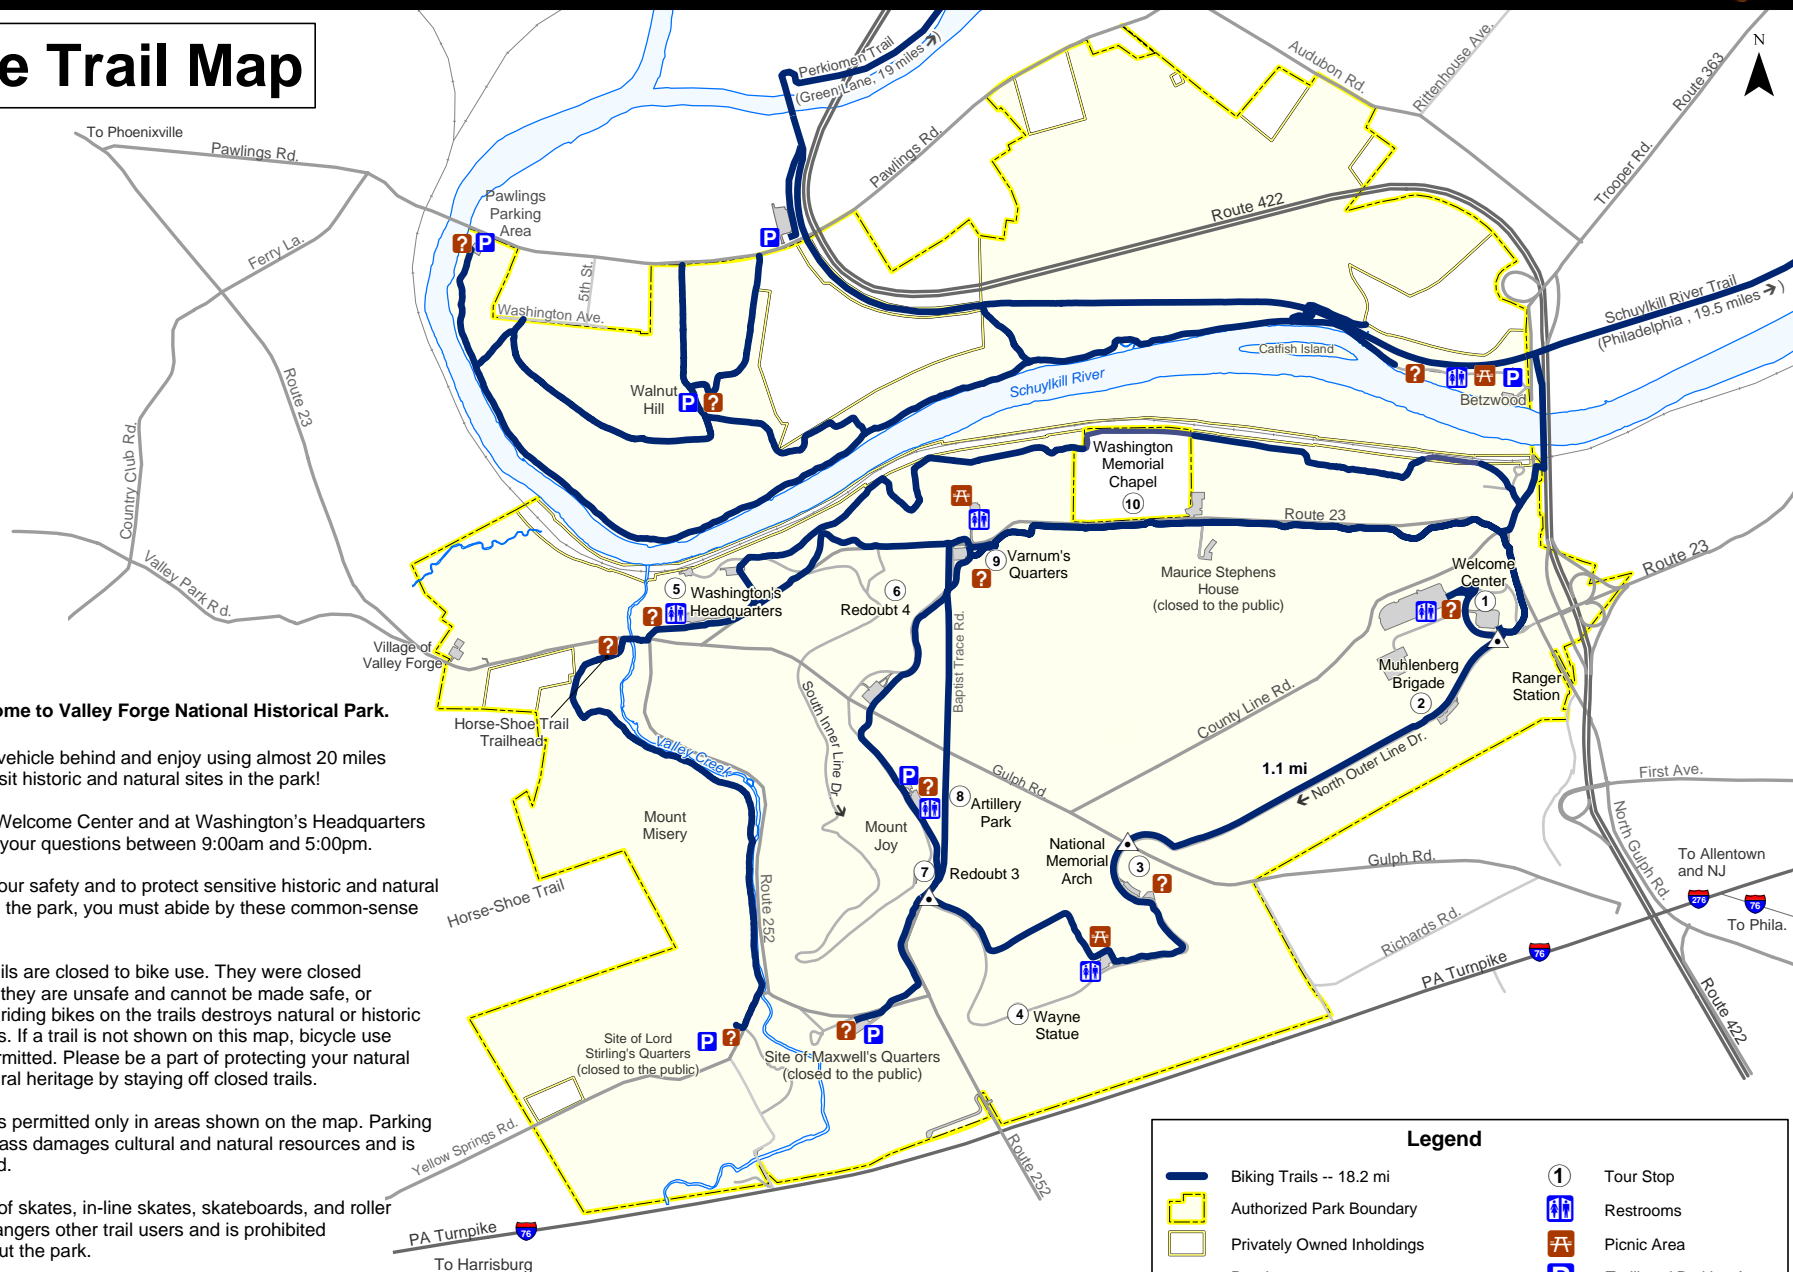 e Trail Map
N
Perkiomen Trail
(Green Lane, 19 miles ➔)
Audubon Rd.
Rittenhouse Ave.
Route 363
Trooper Rd.
To Phoenixville
Pawlings Rd.
Pawlings Rd.
Pawlings
Parking
Area
? P
P
Route 422
Ferry La.
5th St.
Washington Ave.
Schuylkill River Trail
(Philadelphia , 19.5 miles ➔)
Catfish Island
Schuylkill River
Walnut
Hill
P ?
? P
Betzwood
Route 23
Country Club Rd.
Washington
Memorial
Chapel
10
Route 23
Valley Park Rd.
9
Varnum's
Quarters
?
Maurice Stephens
House
(closed to the public)
Welcome
Center
1
?
Route 23
5
Washington's
Headquarters
?
6
Redoubt 4
Baptist Trace Rd.
Village of
Valley Forge
?
Muhlenberg
Brigade
2
Ranger
Station
County Line Rd.
South Inner Line Dr. ➔
Horse-Shoe Trail
Trailhead
Valley Creek
ome to Valley Forge National Historical Park.
vehicle behind and enjoy using almost 20 miles
sit historic and natural sites in the park!
Welcome Center and at Washington's Headquarters
your questions between 9:00am and 5:00pm.
our safety and to protect sensitive historic and natural
the park, you must abide by these common-sense
ils are closed to bike use. They were closed
they are unsafe and cannot be made safe, or
riding bikes on the trails destroys natural or historic
s. If a trail is not shown on this map, bicycle use
rmitted. Please be a part of protecting your natural
ral heritage by staying off closed trails.
s permitted only in areas shown on the map. Parking
ass damages cultural and natural resources and is
d.
of skates, in-line skates, skateboards, and roller
angers other trail users and is prohibited
ut the park.
Gulph Rd.
1.1 mi
← North Outer Line Dr.
First Ave.
North Gulph Rd.
P ?
8
Artillery
Park
Mount
Misery
Mount
Joy
National
Memorial
Arch
3
?
Gulph Rd.
To Allentown
and NJ
276
76
To Phila.
7
Redoubt 3
Horse-Shoe Trail
Route 252
Richards Rd.
PA Turnpike
76
Route 422
4
Wayne
Statue
Site of Lord
Stirling's Quarters
(closed to the public)
P ?
? P
Site of Maxwell's Quarters
(closed to the public)
Yellow Springs Rd.
Route 252
PA Turnpike
76
To Harrisburg
Legend
Biking Trails -- 18.2 mi
1 Tour Stop
Authorized Park Boundary
Restrooms
Privately Owned Inholdings
Picnic Area
P